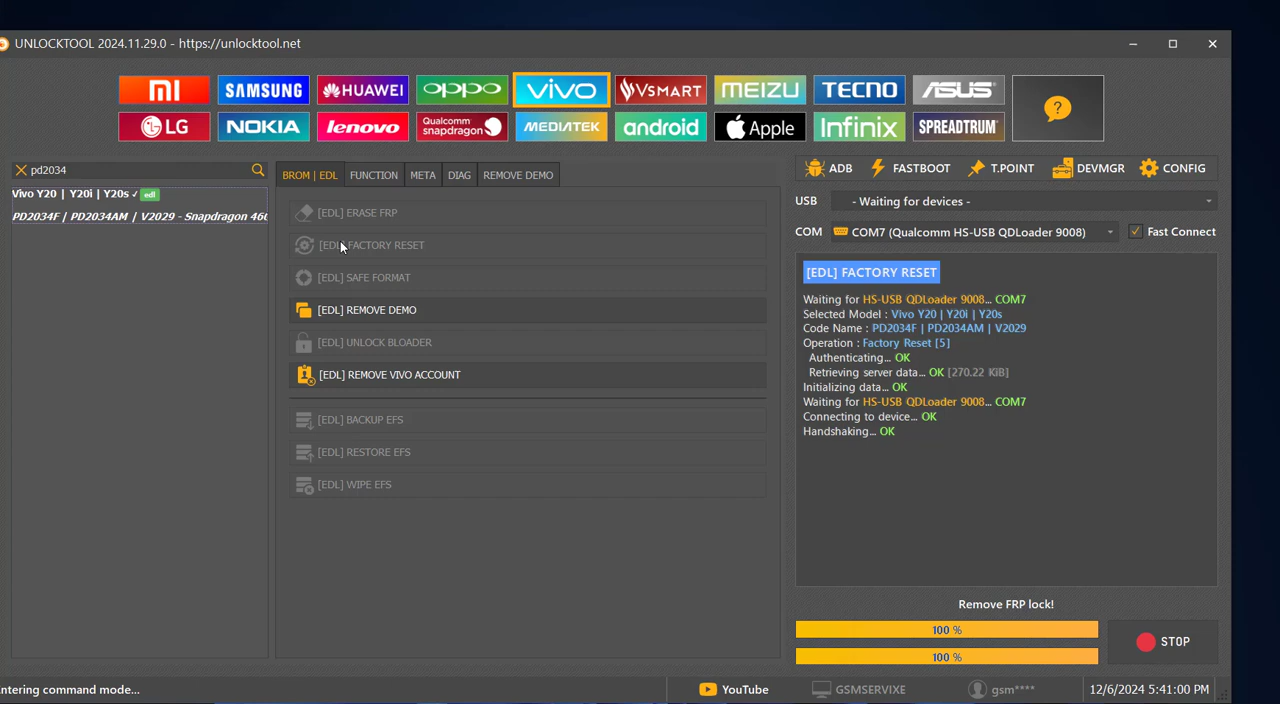 UNLOCKTOOL 2024.11.29.0 - https://unlocktool.net
mi SAMSUNG HUAWEI oppo vivo VSMART MEIZU TECNO ASUS
LG NOKIA lenovo Qualcomm snapdragon MEDIATEK android Apple Infinix SPREADTRUM
?
pd2034
Vivo Y20 | Y20i | Y20s ✓ edl
PD2034F | PD2034AM | V2029 - Snapdragon 460
BROM | EDL FUNCTION META DIAG REMOVE DEMO
[EDL] ERASE FRP
[EDL] FACTORY RESET
[EDL] SAFE FORMAT
[EDL] REMOVE DEMO
[EDL] UNLOCK BLOADER
[EDL] REMOVE VIVO ACCOUNT
[EDL] BACKUP EFS
[EDL] RESTORE EFS
[EDL] WIPE EFS
ADB FASTBOOT T.POINT DEVMGR CONFIG
USB - Waiting for devices -
COM COM7 (Qualcomm HS-USB QDLoader 9008) Fast Connect
[EDL] FACTORY RESET
Waiting for HS-USB QDLoader 9008... COM7
Selected Model : Vivo Y20 | Y20i | Y20s
Code Name : PD2034F | PD2034AM | V2029
Operation : Factory Reset [5]
Authenticating... OK
Retrieving server data... OK [270.22 KiB]
Initializing data... OK
Waiting for HS-USB QDLoader 9008... COM7
Connecting to device... OK
Handshaking... OK
Remove FRP lock!
100 %
100 %
STOP
ntering command mode...
YouTube
GSMSERVIXE
gsm****
12/6/2024 5:41:00 PM